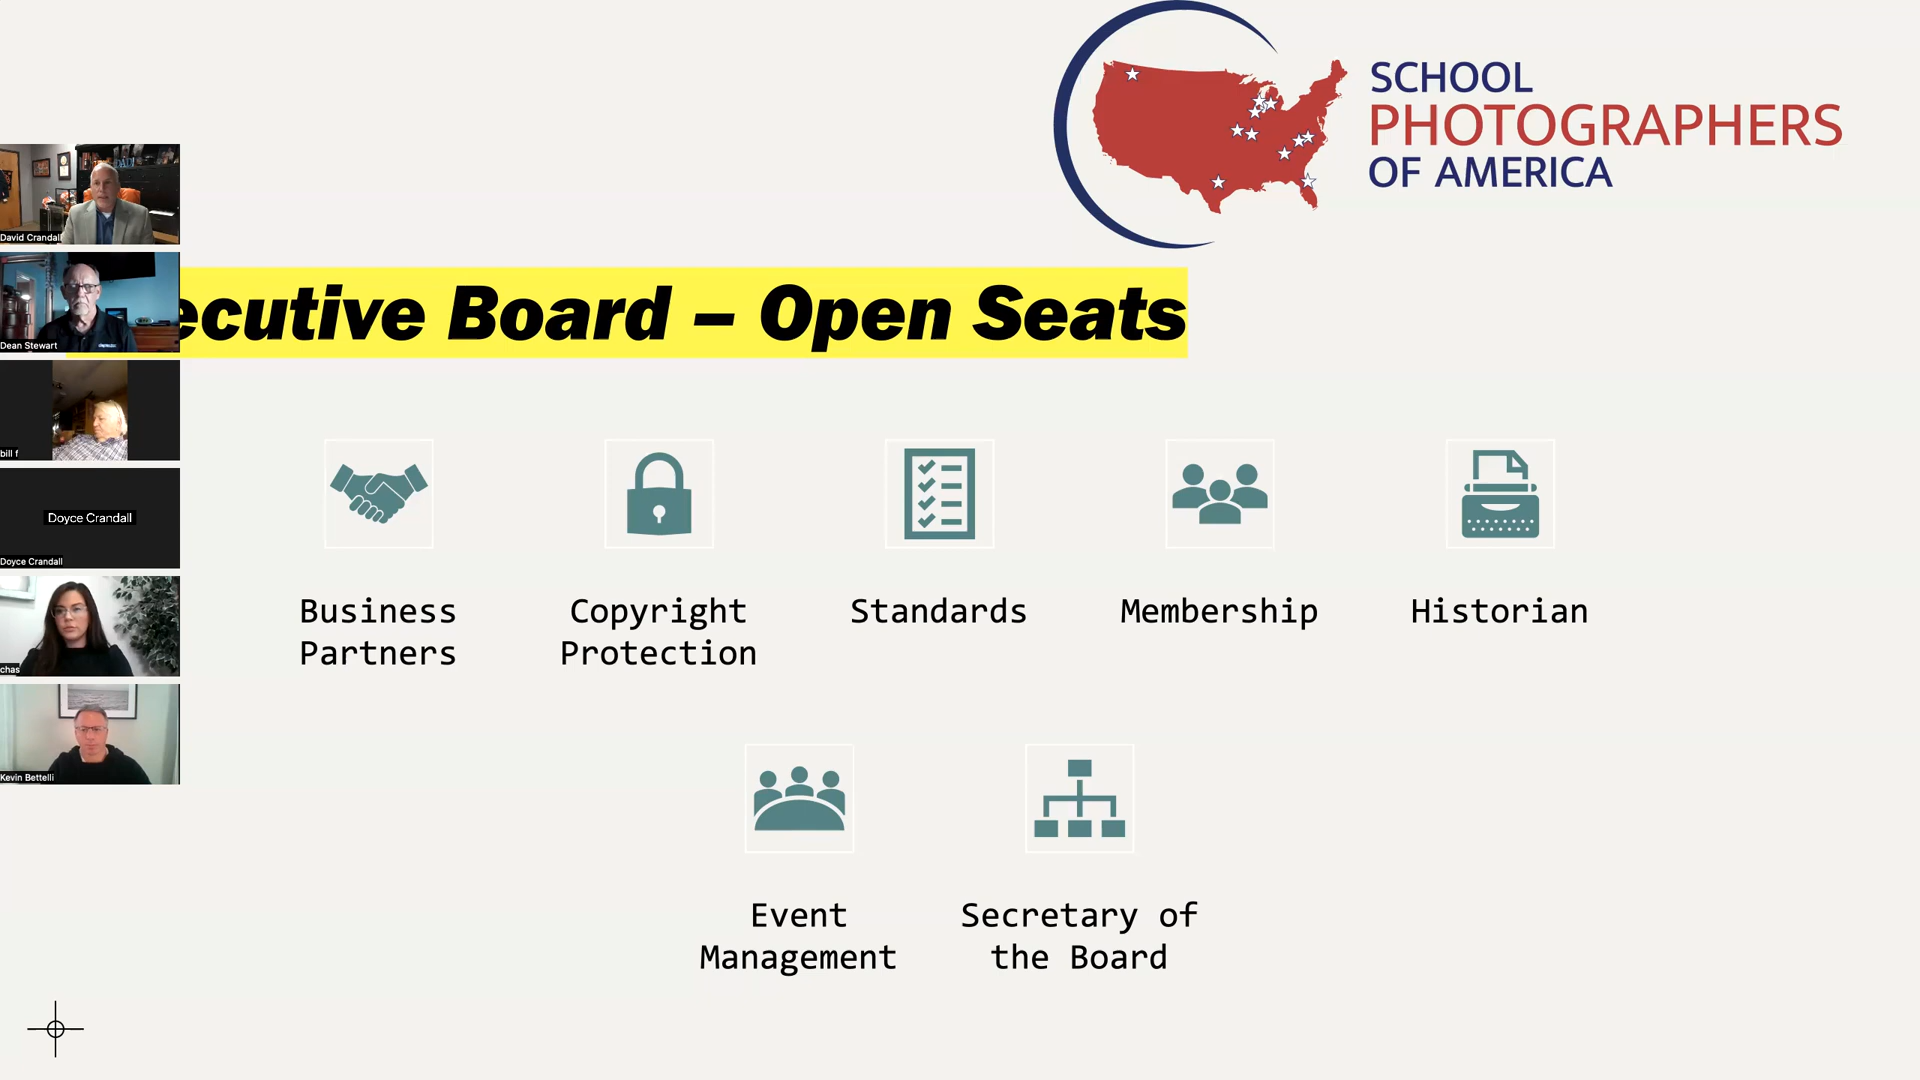 SCHOOL
PHOTOGRAPHERS
OF AMERICA
ecutive Board – Open Seats
David Crandall
Dean Stewart
bill f
Doyce Crandall
Doyce Crandall
chas
Kevin Bettelli
Business
Partners
Copyright
Protection
Standards
Membership
Historian
Event
Management
Secretary of
the Board